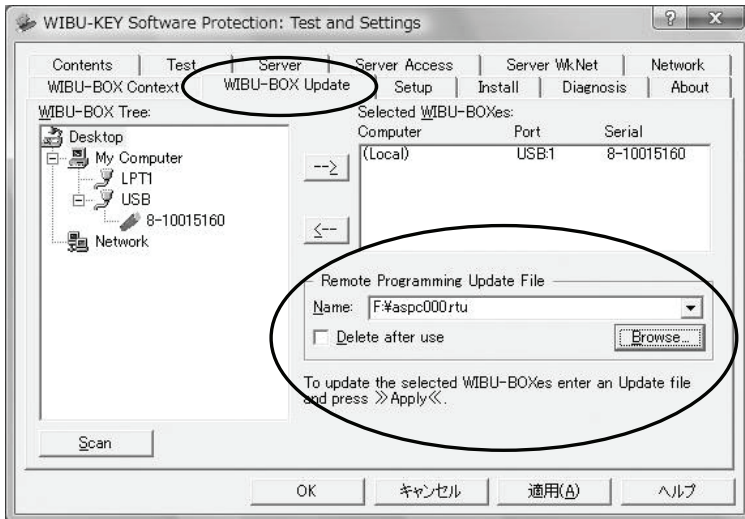 WIBU-KEY Software Protection: Test and Settings
Contents Test Server Server Access Server WkNet Network
WIBU-BOX Context WIBU-BOX Update Setup Install Diagnosis About
WIBU-BOX Tree:
Desktop
My Computer
LPT1
USB
8-10015160
Network
Scan
-->
<--
Selected WIBU-BOXes:
Computer Port Serial
(Local) USB:1 8-10015160
Remote Programming Update File
Name: F:¥aspc000.rtu
Delete after use
Browse...
To update the selected WIBU-BOXes enter an Update file
and press ≫Apply≪.
OK キャンセル 適用(A) ヘルプ